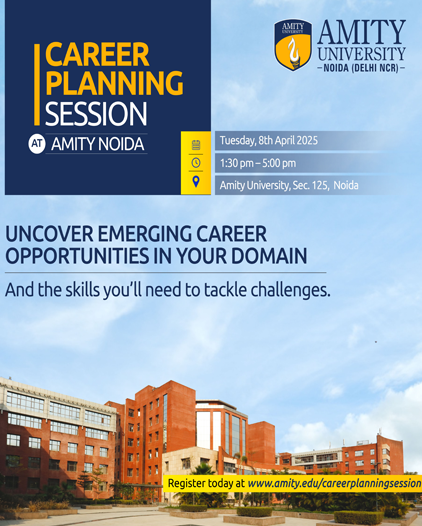 CAREER
PLANNING
SESSION
AT AMITY NOIDA
AMITY
UNIVERSITY
AMITY
UNIVERSITY
NOIDA (DELHI NCR)
Tuesday, 8th April 2025
1:30 pm – 5:00 pm
Amity University, Sec. 125, Noida
UNCOVER EMERGING CAREER
OPPORTUNITIES IN YOUR DOMAIN
And the skills you'll need to tackle challenges.
Register today at www.amity.edu/careerplanningsession